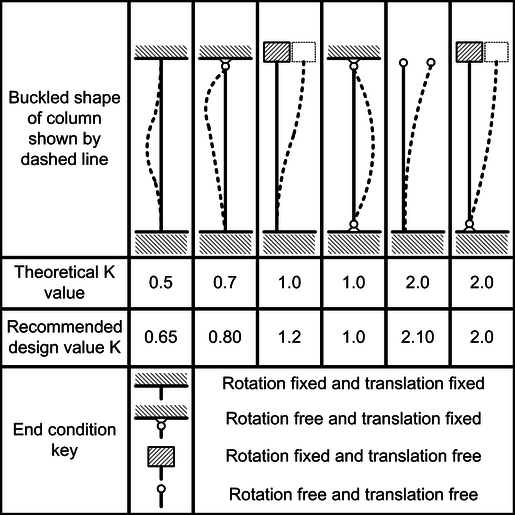 Buckled shape
of column
shown by
dashed line
Theoretical K
value
0.5 0.7 1.0 1.0 2.0 2.0
Recommended
design value K
0.65 0.80 1.2 1.0 2.10 2.0
End condition
key
Rotation fixed and translation fixed
Rotation free and translation fixed
Rotation fixed and translation free
Rotation free and translation free